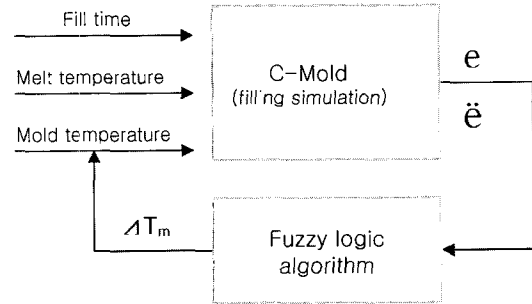 Fill time
Melt temperature
Mold temperature
C-Mold
(filling simulation)
e
ë
ΔTm
Fuzzy logic
algorithm